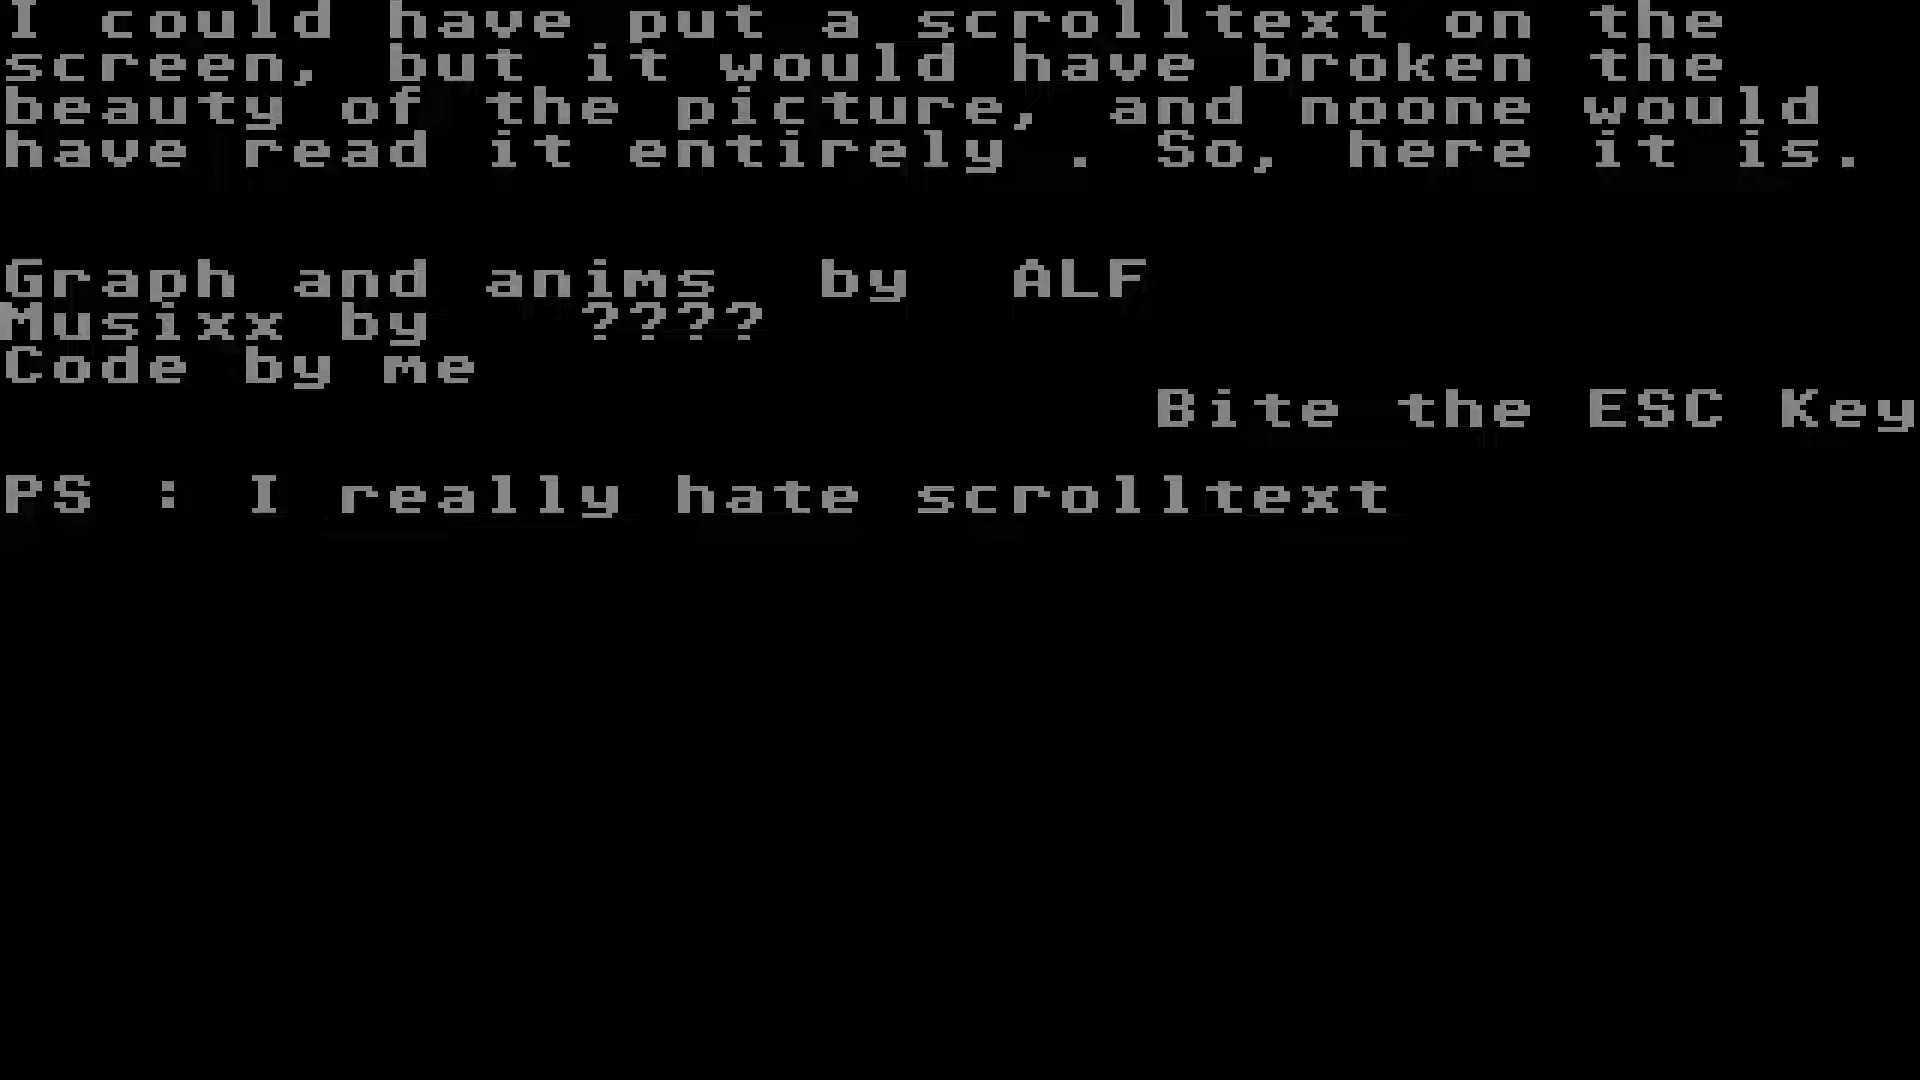 I could have put a scrolltext on the
screen, but it would have broken the
beauty of the picture, and noone would
have read it entirely . So, here it is.
Graph and anims  by  ALF
Musixx by   ????
Code by me
Bite the ESC Key
PS : I really hate scrolltext